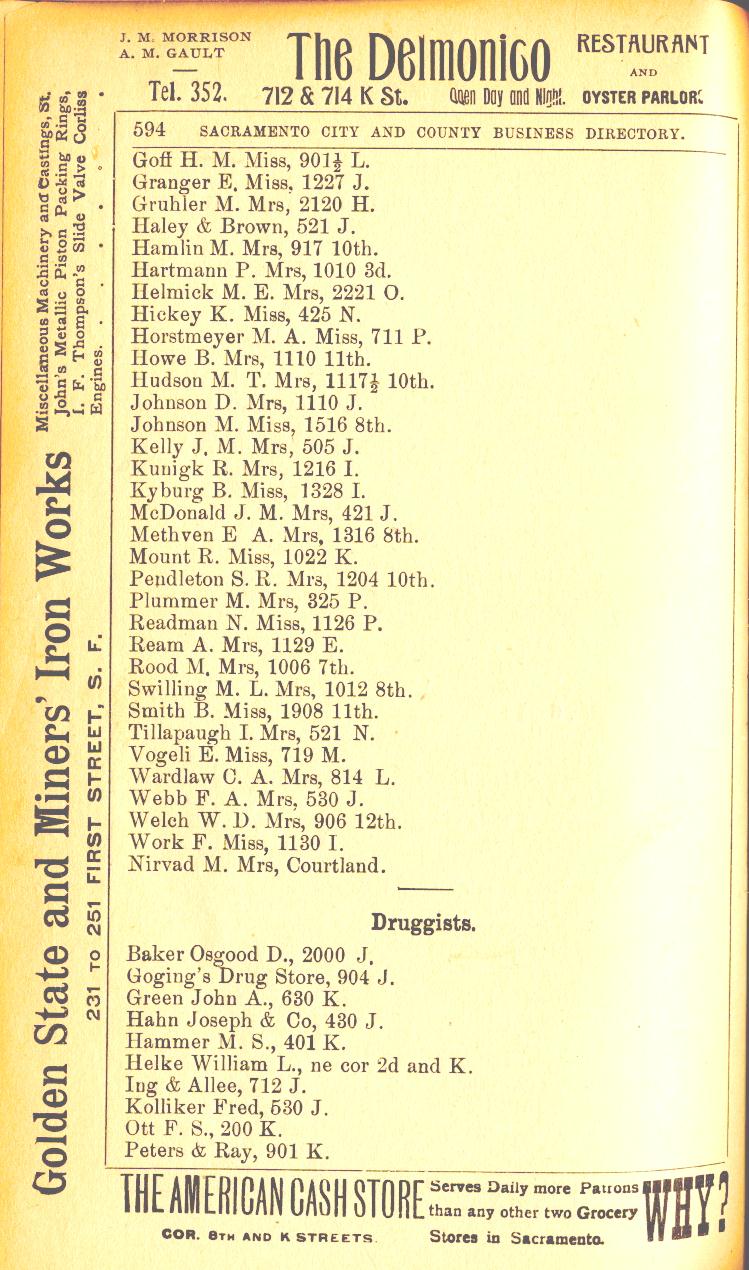 J. M. MORRISON
A. M. GAULT
Tel. 352.
The Delmonico
712 & 714 K St. Open Day and Night.
RESTAURANT
AND
OYSTER PARLORS
594 SACRAMENTO CITY AND COUNTY BUSINESS DIRECTORY.
Goff H. M. Miss, 901½ L.
Granger E. Miss, 1227 J.
Gruhler M. Mrs, 2120 H.
Haley & Brown, 521 J.
Hamlin M. Mrs, 917 10th.
Hartmann P. Mrs, 1010 3d.
Helmick M. E. Mrs, 2221 O.
Hickey K. Miss, 425 N.
Horstmeyer M. A. Miss, 711 P.
Howe B. Mrs, 1110 11th.
Hudson M. T. Mrs, 1117½ 10th.
Johnson D. Mrs, 1110 J.
Johnson M. Miss, 1516 8th.
Kelly J. M. Mrs, 505 J.
Kunigk R. Mrs, 1216 I.
Kyburg B. Miss, 1328 I.
McDonald J. M. Mrs, 421 J.
Methven E A. Mrs, 1316 8th.
Mount R. Miss, 1022 K.
Pendleton S. R. Mrs, 1204 10th.
Plummer M. Mrs, 325 P.
Readman N. Miss, 1126 P.
Ream A. Mrs, 1129 E.
Rood M. Mrs, 1006 7th.
Swilling M. L. Mrs, 1012 8th.
Smith B. Miss, 1908 11th.
Tillapaugh I. Mrs, 521 N.
Vogeli E. Miss, 719 M.
Wardlaw C. A. Mrs, 814 L.
Webb F. A. Mrs, 530 J.
Welch W. D. Mrs, 906 12th.
Work F. Miss, 1130 I.
Nirvad M. Mrs, Courtland.
Druggists.
Baker Osgood D., 2000 J.
Goging's Drug Store, 904 J.
Green John A., 630 K.
Hahn Joseph & Co, 430 J.
Hammer M. S., 401 K.
Helke William L., ne cor 2d and K.
Ing & Allee, 712 J.
Kolliker Fred, 530 J.
Ott F. S., 200 K.
Peters & Ray, 901 K.
Golden State and Miners' Iron Works
231 TO 251 FIRST STREET, S. F.
Miscellaneous Machinery and Castings, St.
John's Metallic Piston Packing Rings,
I. F. Thompson's Slide Valve Corliss
Engines. . . . .
THE AMERICAN CASH STORE
COR. 8TH AND K STREETS.
Serves Daily more Patrons
than any other two Grocery
Stores in Sacramento.
WHY?